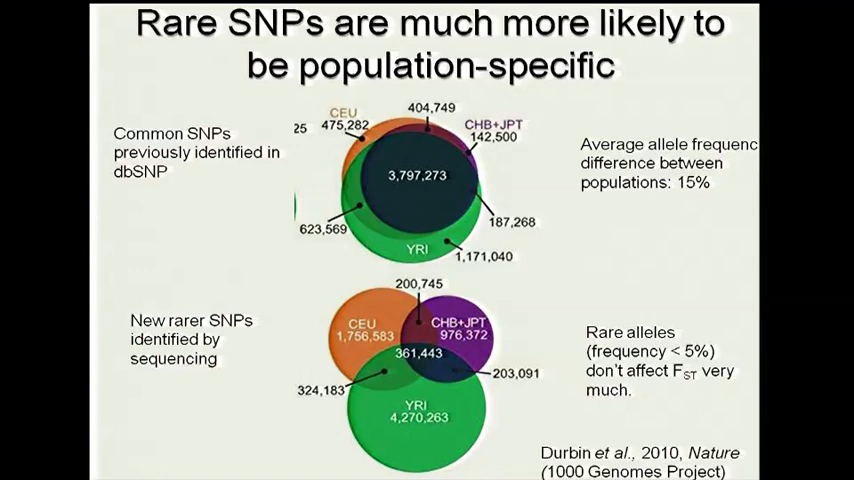 Rare SNPs are much more likely to
be population-specific
Common SNPs
previously identified in
dbSNP
25
CEU
475,282
404,749
CHB+JPT
142,500
3,797,273
623,569
187,268
YRI
1,171,040
Average allele frequenc
difference between
populations: 15%
New rarer SNPs
identified by
sequencing
200,745
CEU
1,756,583
CHB+JPT
976,372
361,443
324,183
203,091
YRI
4,270,263
Rare alleles
(frequency < 5%)
don't affect FST very
much.
Durbin et al., 2010, Nature
(1000 Genomes Project)